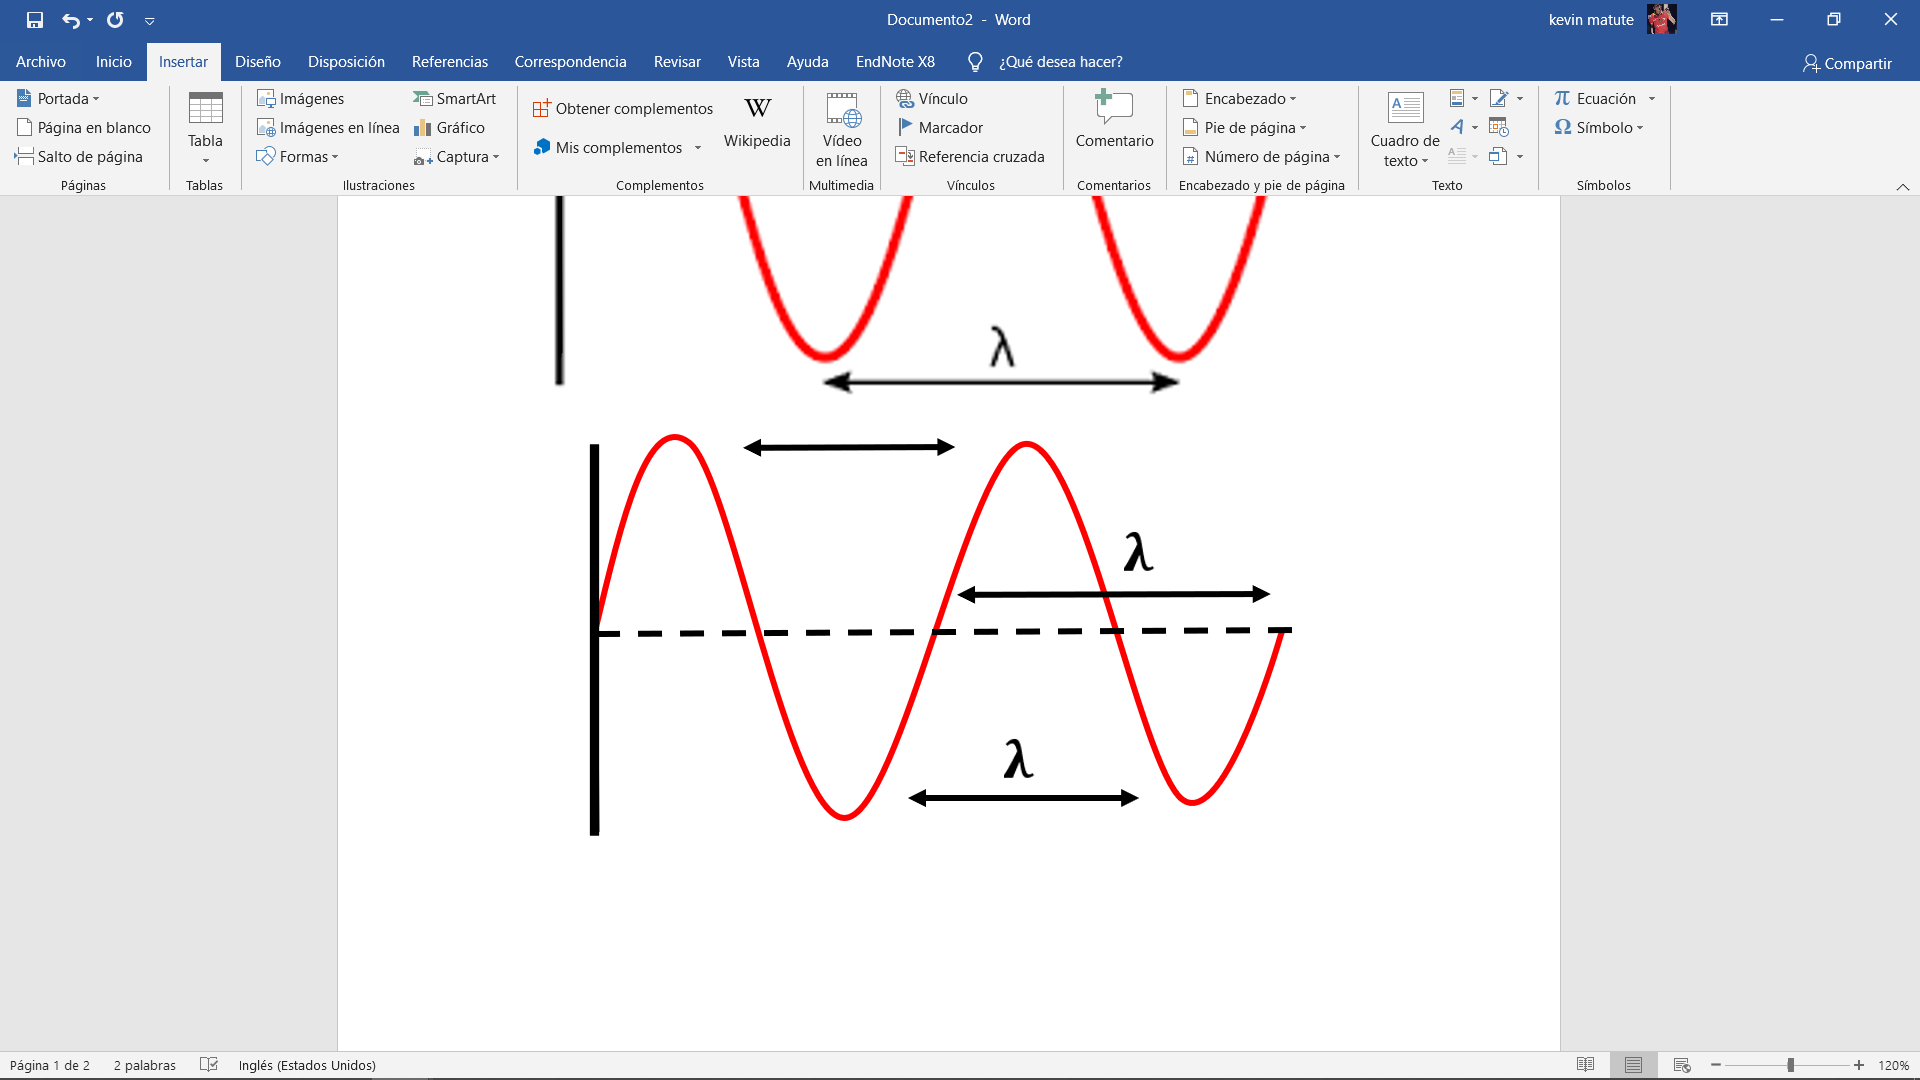 Documento2 - Word
kevin matute
Archivo Inicio Insertar Diseño Disposición Referencias Correspondencia Revisar Vista Ayuda EndNote X8 ¿Qué desea hacer? Compartir
Portada
Página en blanco
Salto de página
Páginas
Tabla
Tablas
Imágenes
Imágenes en línea
Formas
SmartArt
Gráfico
Captura
Ilustraciones
Obtener complementos
Mis complementos
W
Wikipedia
Complementos
Vídeo
en línea
Multimedia
Vínculo
Marcador
Referencia cruzada
Vínculos
Comentario
Comentarios
Encabezado
Pie de página
# Número de página
Encabezado y pie de página
A
Cuadro de
texto
A
A
Texto
π Ecuación
Ω Símbolo
Símbolos
λ
λ
λ
Página 1 de 2 2 palabras Inglés (Estados Unidos) 120%